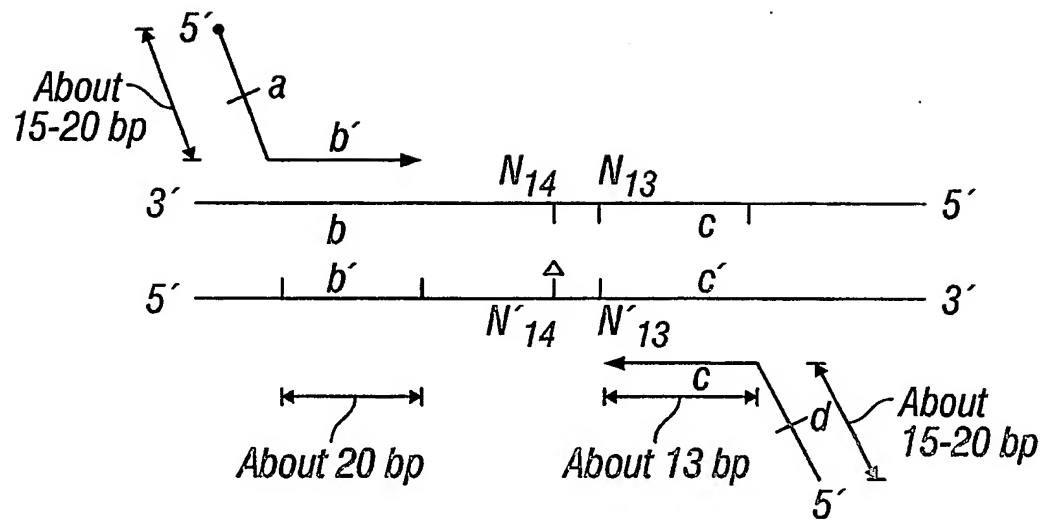 5′
a
About
15-20 bp
b′
N14 N13
3′ 5′
b c
5′ b′ Δ c′ 3′
N′14 N′13
c
About 20 bp
About 13 bp
d
About
15-20 bp
5′